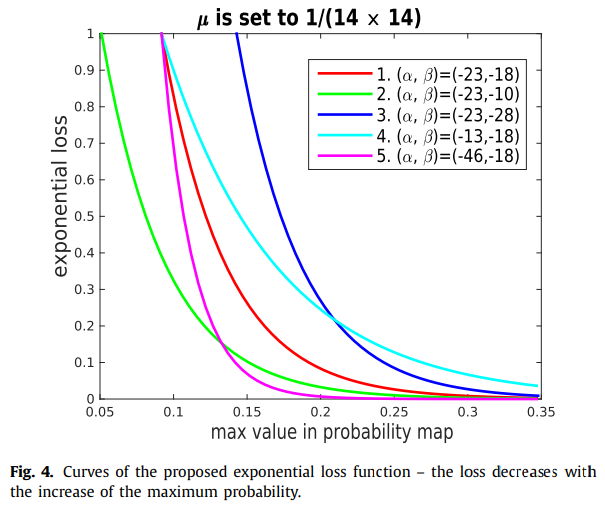 μ is set to 1/(14 × 14)
1
0.9
0.8
0.7
0.6
0.5
0.4
0.3
0.2
0.1
0
exponential loss
1. (α, β)=(-23,-18)
2. (α, β)=(-23,-10)
3. (α, β)=(-23,-28)
4. (α, β)=(-13,-18)
5. (α, β)=(-46,-18)
0.05 0.1 0.15 0.2 0.25 0.3 0.35
max value in probability map
Fig. 4. Curves of the proposed exponential loss function – the loss decreases with
the increase of the maximum probability.